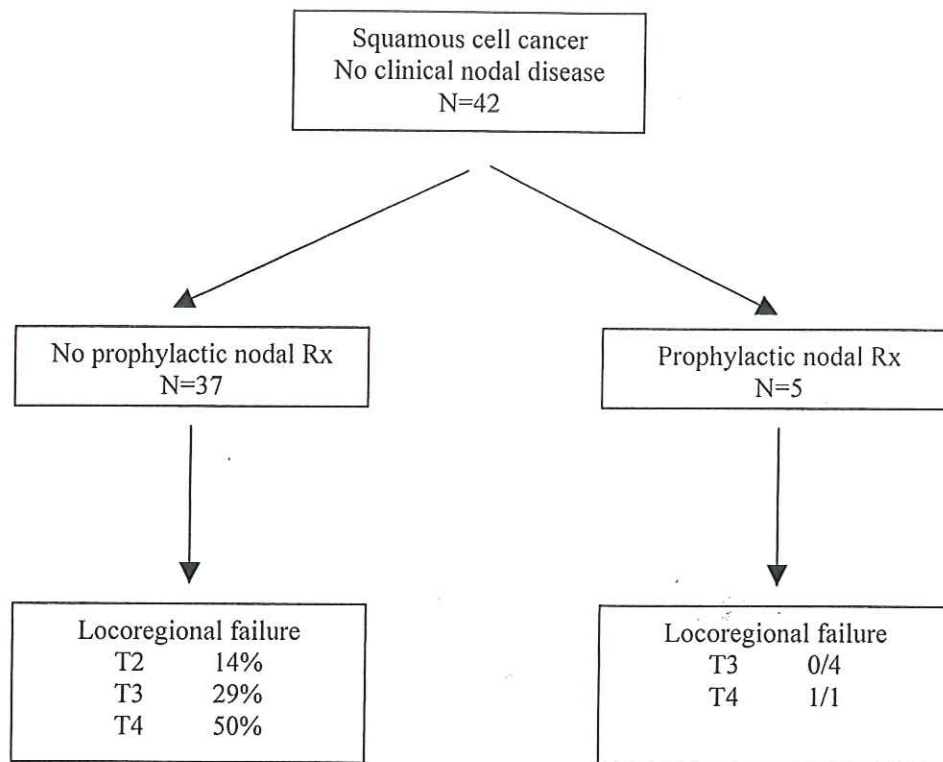 Squamous cell cancer
No clinical nodal disease
N=42
No prophylactic nodal Rx
N=37
Prophylactic nodal Rx
N=5
Locoregional failure
T2 14%
T3 29%
T4 50%
Locoregional failure
T3 0/4
T4 1/1